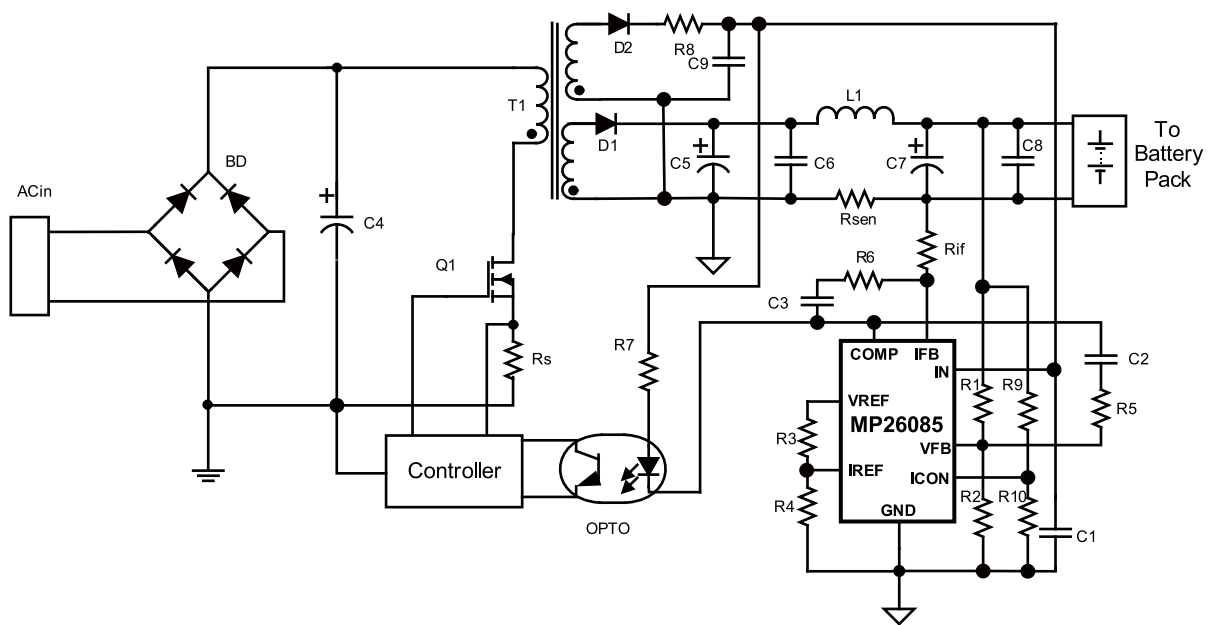 D2
R8
C9
T1
L1
D1
C5
C6
C7
C8
To
Battery
Pack
BD
ACin
C4
Rsen
Rif
Q1
R6
C3
R7
Rs
COMP
IFB
IN
C2
R1
R9
R5
VREF
MP26085
R3
VFB
Controller
IREF
ICON
R4
R2
R10
GND
OPTO
C1